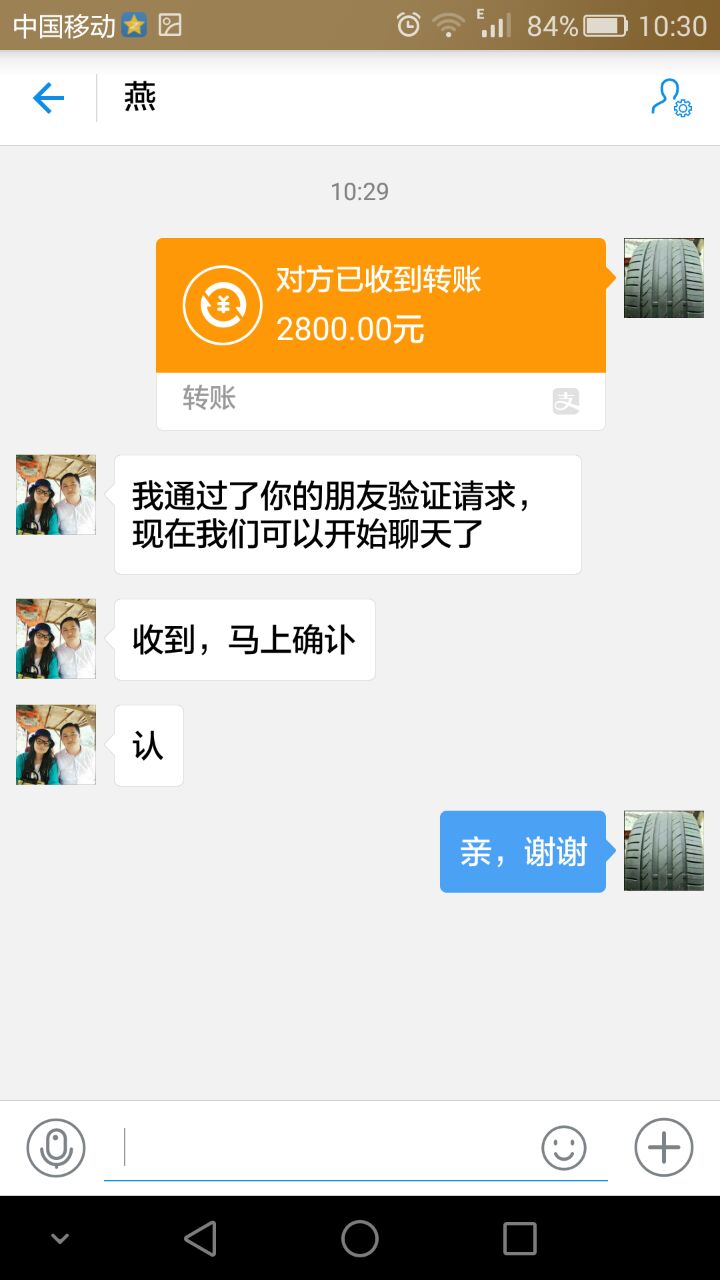 中国移动
E
84%
10:30
燕
10:29
对方已收到转账
2800.00元
转账
支
我通过了你的朋友验证请求，
现在我们可以开始聊天了
收到，马上确讣
认
亲，谢谢